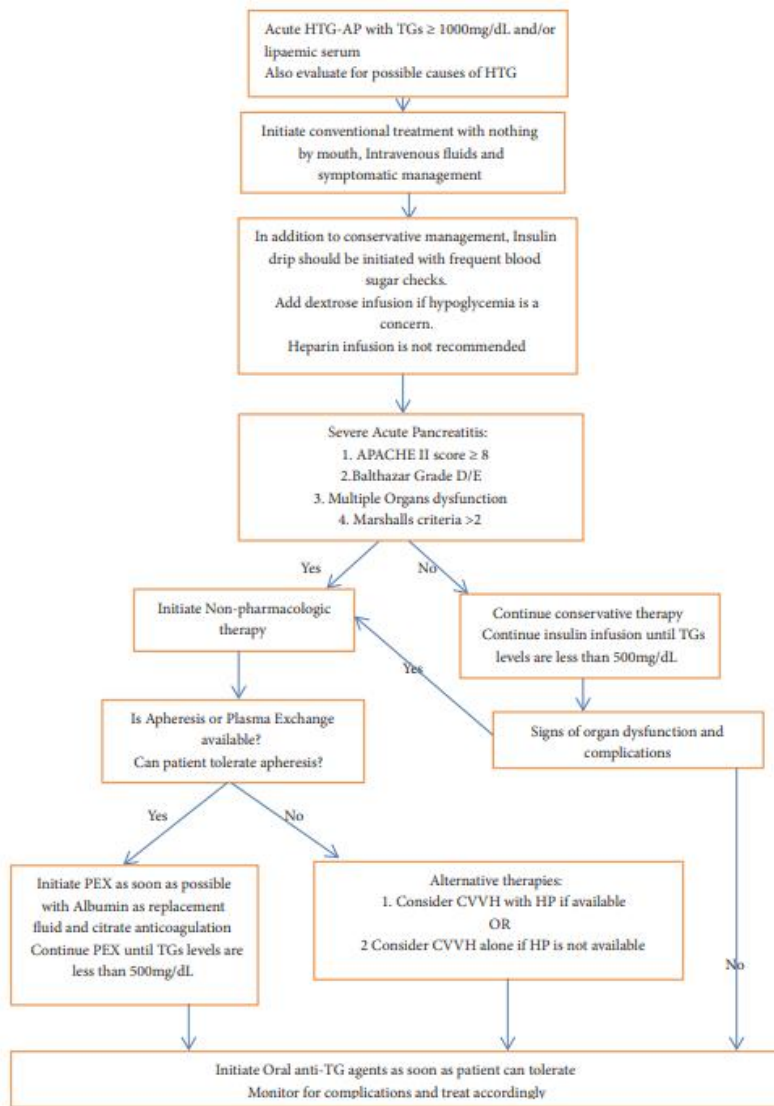 Acute HTG-AP with TGs ≥ 1000mg/dL and/or
lipaemic serum
Also evaluate for possible causes of HTG
Initiate conventional treatment with nothing
by mouth, Intravenous fluids and
symptomatic management
In addition to conservative management, Insulin
drip should be initiated with frequent blood
sugar checks.
Add dextrose infusion if hypoglycemia is a
concern.
Heparin infusion is not recommended
Severe Acute Pancreatitis:
1. APACHE II score ≥ 8
2.Balthazar Grade D/E
3. Multiple Organs dysfunction
4. Marshalls criteria >2
Yes
No
Initiate Non-pharmacologic
therapy
Continue conservative therapy
Continue insulin infusion until TGs
levels are less than 500mg/dL
Yes
Is Apheresis or Plasma Exchange
available?
Can patient tolerate apheresis?
Signs of organ dysfunction and
complications
Yes
No
Initiate PEX as soon as possible
with Albumin as replacement
fluid and citrate anticoagulation
Continue PEX until TGs levels are
less than 500mg/dL
Alternative therapies:
1. Consider CVVH with HP if available
OR
2 Consider CVVH alone if HP is not available
No
Initiate Oral anti-TG agents as soon as patient can tolerate
Monitor for complications and treat accordingly